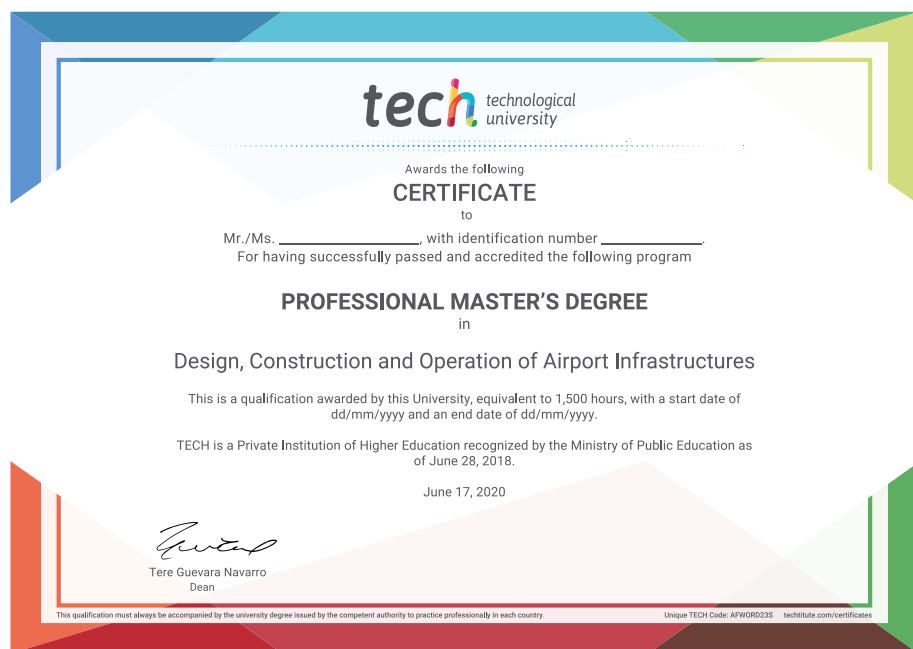 tech technological
university
Awards the following
CERTIFICATE
to
Mr./Ms. ________________, with identification number ____________.
For having successfully passed and accredited the following program
PROFESSIONAL MASTER'S DEGREE
in
Design, Construction and Operation of Airport Infrastructures
This is a qualification awarded by this University, equivalent to 1,500 hours, with a start date of
dd/mm/yyyy and an end date of dd/mm/yyyy.
TECH is a Private Institution of Higher Education recognized by the Ministry of Public Education as
of June 28, 2018.
June 17, 2020
Tere Guevara Navarro
Dean
This qualification must always be accompanied by the university degree issued by the competent authority to practice professionally in each country. Unique TECH Code: AFWORD23S techtitute.com/certificates